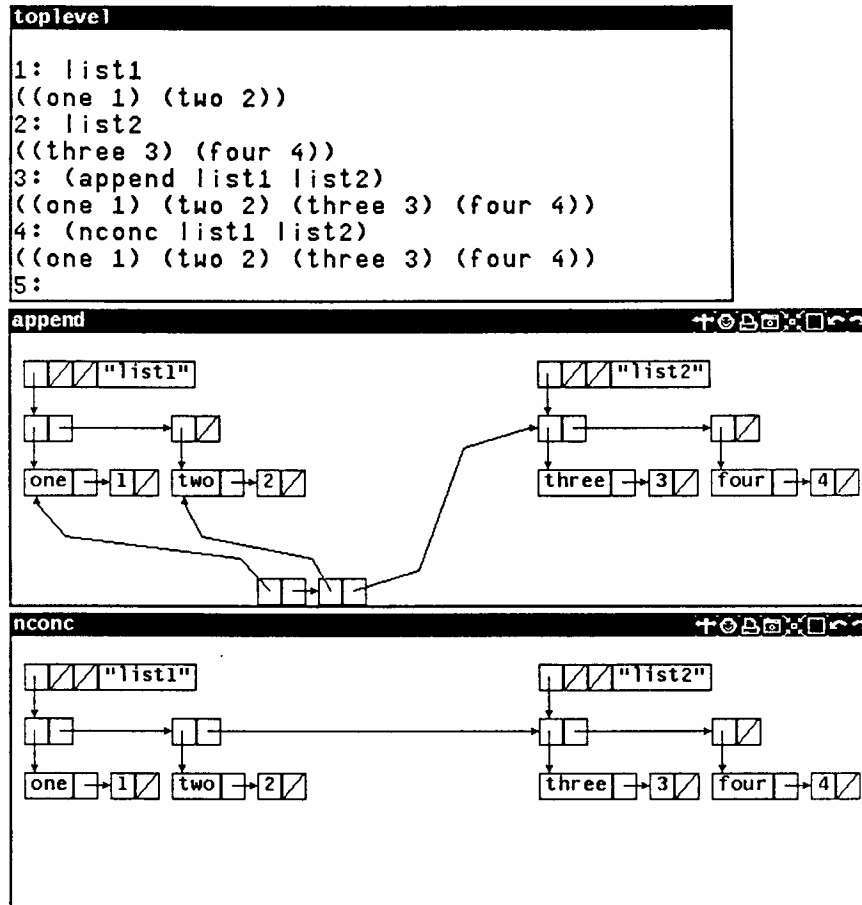 toplevel
1: list1
((one 1) (two 2))
2: list2
((three 3) (four 4))
3: (append list1 list2)
((one 1) (two 2) (three 3) (four 4))
4: (nconc list1 list2)
((one 1) (two 2) (three 3) (four 4))
5:
append
"list1" "list2"
one 1 two 2 three 3 four 4
nconc
"list1" "list2"
one 1 two 2 three 3 four 4